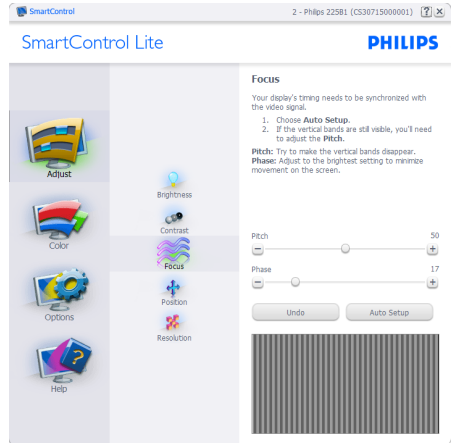 SmartControl
2 - Philips 225B1 (CS30715000001)
?
SmartControl Lite
PHILIPS
Adjust
Color
Options
Help
Brightness
Contrast
Focus
Position
Resolution
Focus
Your display's timing needs to be synchronized with
the video signal.
1. Choose Auto Setup.
2. If the vertical bands are still visible, you'll need
to adjust the Pitch.
Pitch: Try to make the vertical bands disappear.
Phase: Adjust to the brightest setting to minimize
movement on the screen.
Pitch 50
Phase 17
Undo Auto Setup